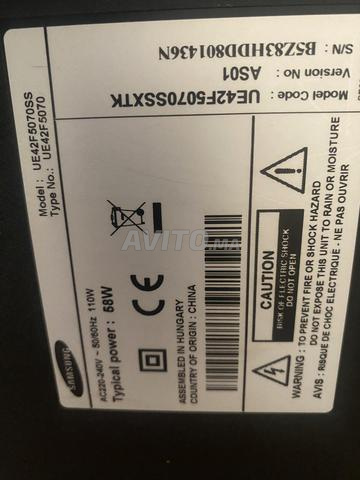 SAMSUNG
Model : UE42F5070SS
Type No.: UE42F5070
AC220-240V ~ 50/60Hz 110W
Typical power : 58W
ASSEMBLED IN HUNGARY
COUNTRY OF ORIGIN : CHINA
CE
CAUTION
RISK OF ELECTRIC SHOCK
DO NOT OPEN
WARNING : TO PREVENT FIRE OR SHOCK HAZARD
DO NOT EXPOSE THIS UNIT TO RAIN OR MOISTURE
AVIS : RISQUE DE CHOC ELECTRIQUE - NE PAS
Model Code : UE42F5070SSXTK
Version No : AS01
S/N : B5Z83HDD801436N
AVITO.ma